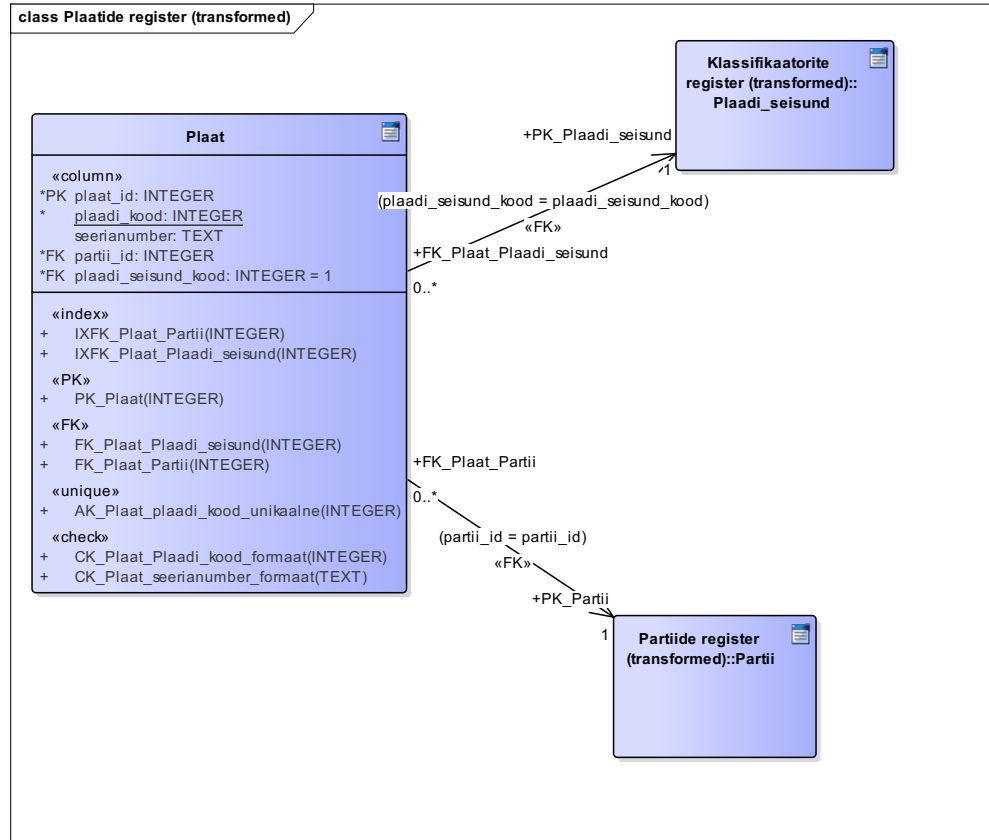 class Plaatide register (transformed)
Klassifikaatorite
register (transformed)::
Plaadi_seisund
Plaat
«column»
*PK plaat_id: INTEGER
* plaadi_kood: INTEGER
seerianumber: TEXT
*FK partii_id: INTEGER
*FK plaadi_seisund_kood: INTEGER = 1
«index»
+ IXFK_Plaat_Partii(INTEGER)
+ IXFK_Plaat_Plaadi_seisund(INTEGER)
«PK»
+ PK_Plaat(INTEGER)
«FK»
+ FK_Plaat_Plaadi_seisund(INTEGER)
+ FK_Plaat_Partii(INTEGER)
«unique»
+ AK_Plaat_plaadi_kood_unikaalne(INTEGER)
«check»
+ CK_Plaat_Plaadi_kood_formaat(INTEGER)
+ CK_Plaat_seerianumber_formaat(TEXT)
+PK_Plaadi_seisund
1
(plaadi_seisund_kood = plaadi_seisund_kood)
«FK»
+FK_Plaat_Plaadi_seisund
0..*
+FK_Plaat_Partii
0..*
(partii_id = partii_id)
«FK»
+PK_Partii
1
Partiide register
(transformed)::Partii